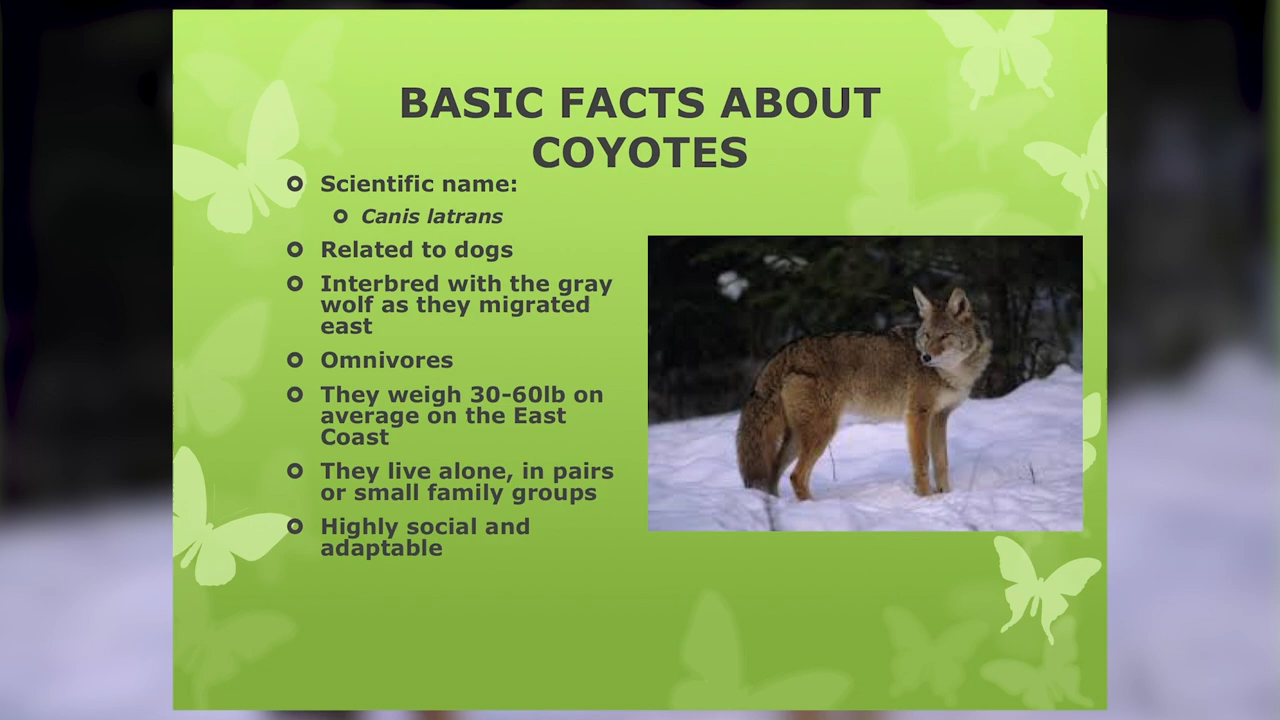 BASIC FACTS ABOUT
COYOTES
Scientific name:
Canis latrans
Related to dogs
Interbred with the gray
wolf as they migrated
east
Omnivores
They weigh 30-60lb on
average on the East
Coast
They live alone, in pairs
or small family groups
Highly social and
adaptable